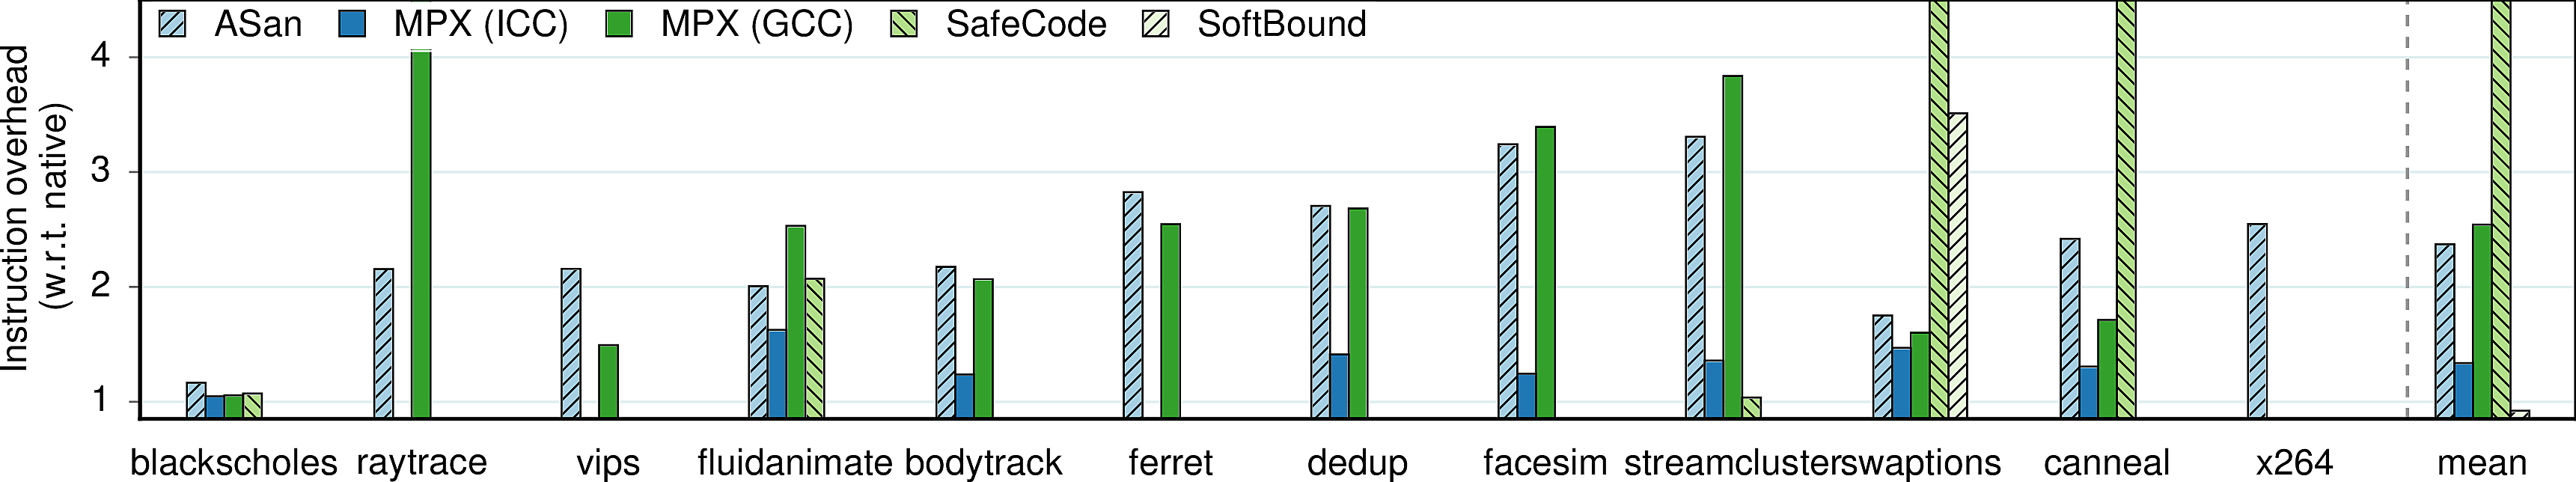 Instruction overhead
(w.r.t. native)
ASan MPX (ICC) MPX (GCC) SafeCode SoftBound
4
3
2
1
blackscholes raytrace vips fluidanimate bodytrack ferret dedup facesim streamcluster swaptions canneal x264 mean